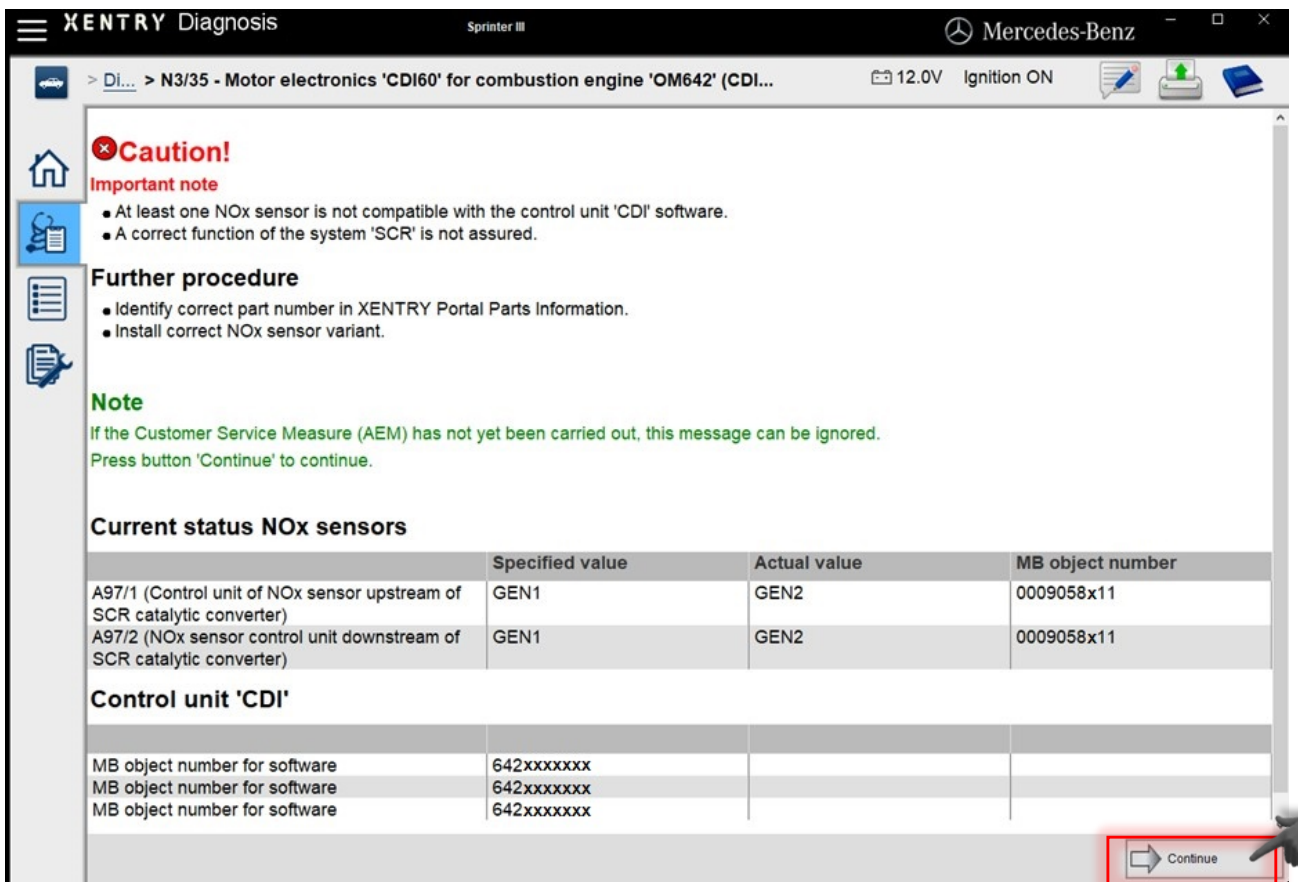 XENTRY Diagnosis
Sprinter III
Mercedes-Benz
> Di... > N3/35 - Motor electronics 'CDI60' for combustion engine 'OM642' (CDI...
12.0V
Ignition ON
Caution!
Important note
• At least one NOx sensor is not compatible with the control unit 'CDI' software.
• A correct function of the system 'SCR' is not assured.
Further procedure
• Identify correct part number in XENTRY Portal Parts Information.
• Install correct NOx sensor variant.
Note
If the Customer Service Measure (AEM) has not yet been carried out, this message can be ignored.
Press button 'Continue' to continue.
Current status NOx sensors
Specified value Actual value MB object number
A97/1 (Control unit of NOx sensor upstream of GEN1 GEN2 0009058x11
SCR catalytic converter)
A97/2 (NOx sensor control unit downstream of GEN1 GEN2 0009058x11
SCR catalytic converter)
Control unit 'CDI'
MB object number for software 642xxxxxxx
MB object number for software 642xxxxxxx
MB object number for software 642xxxxxxx
Continue